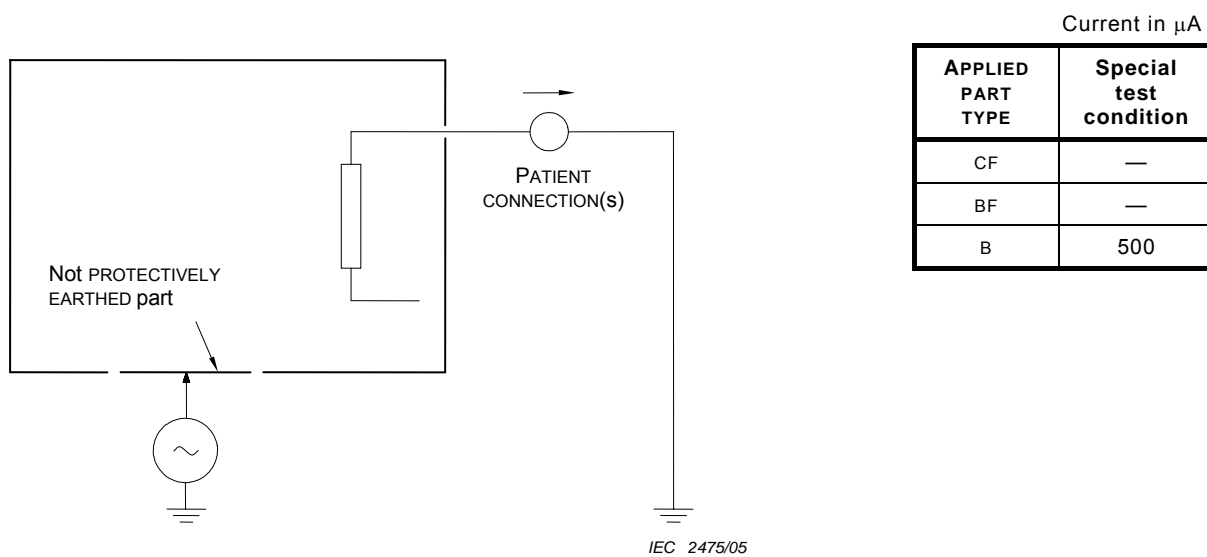 Current in μA
APPLIED
PART
TYPE
Special
test
condition
CF
—
BF
—
B
500
PATIENT
CONNECTION(s)
Not PROTECTIVELY
EARTHED part
IEC 2475/05